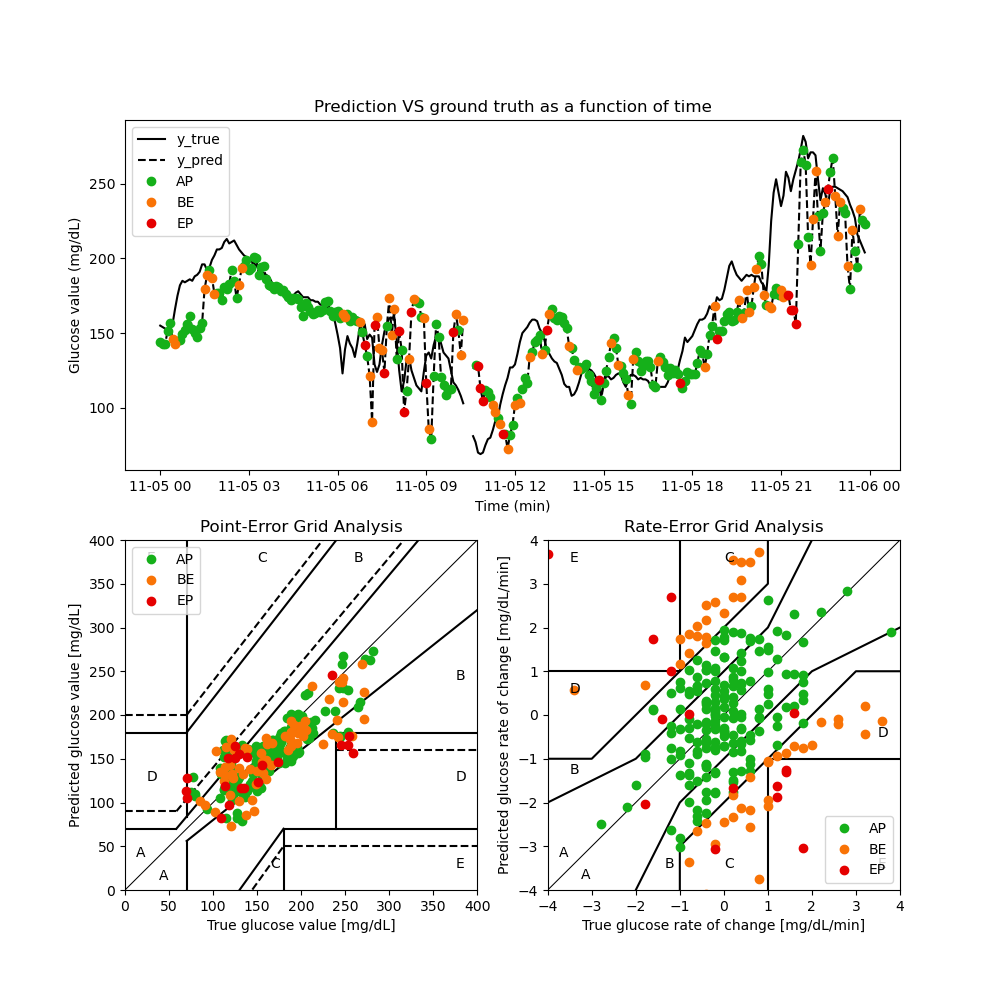 Prediction VS ground truth as a function of time
Glucose value (mg/dL)
250
200
150
100
y_true
y_pred
AP
BE
EP
11-05 00 11-05 03 11-05 06 11-05 09 11-05 12 11-05 15 11-05 18 11-05 21 11-06 00
Time (min)
Point-Error Grid Analysis
Predicted glucose value [mg/dL]
400
350
300
250
200
150
100
50
0
AP
BE
EP
E
C
B
B
D
D
A
A
C
E
0 50 100 150 200 250 300 350 400
True glucose value [mg/dL]
Rate-Error Grid Analysis
Predicted glucose rate of change [mg/dL/min]
4
3
2
1
0
−1
−2
−3
−4
E
C
D
D
B
A
A
B
C
E
AP
BE
EP
−4 −3 −2 −1 0 1 2 3 4
True glucose rate of change [mg/dL/min]